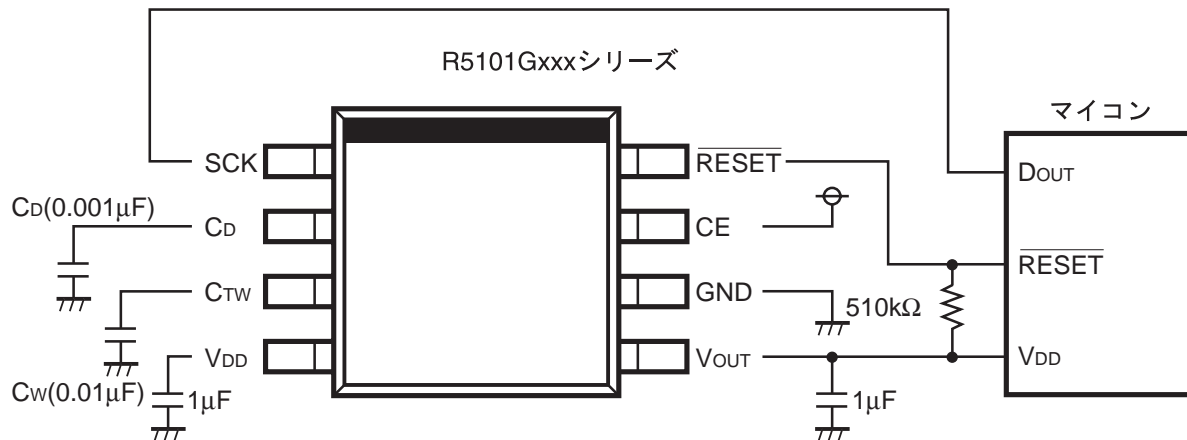 R5101Gxxxシリーズ
マイコン
SCK
CD
CTW
VDD
RESET
CE
GND
VOUT
CD(0.001μF)
CW(0.01μF)
1μF
1μF
510kΩ
DOUT
RESET
VDD